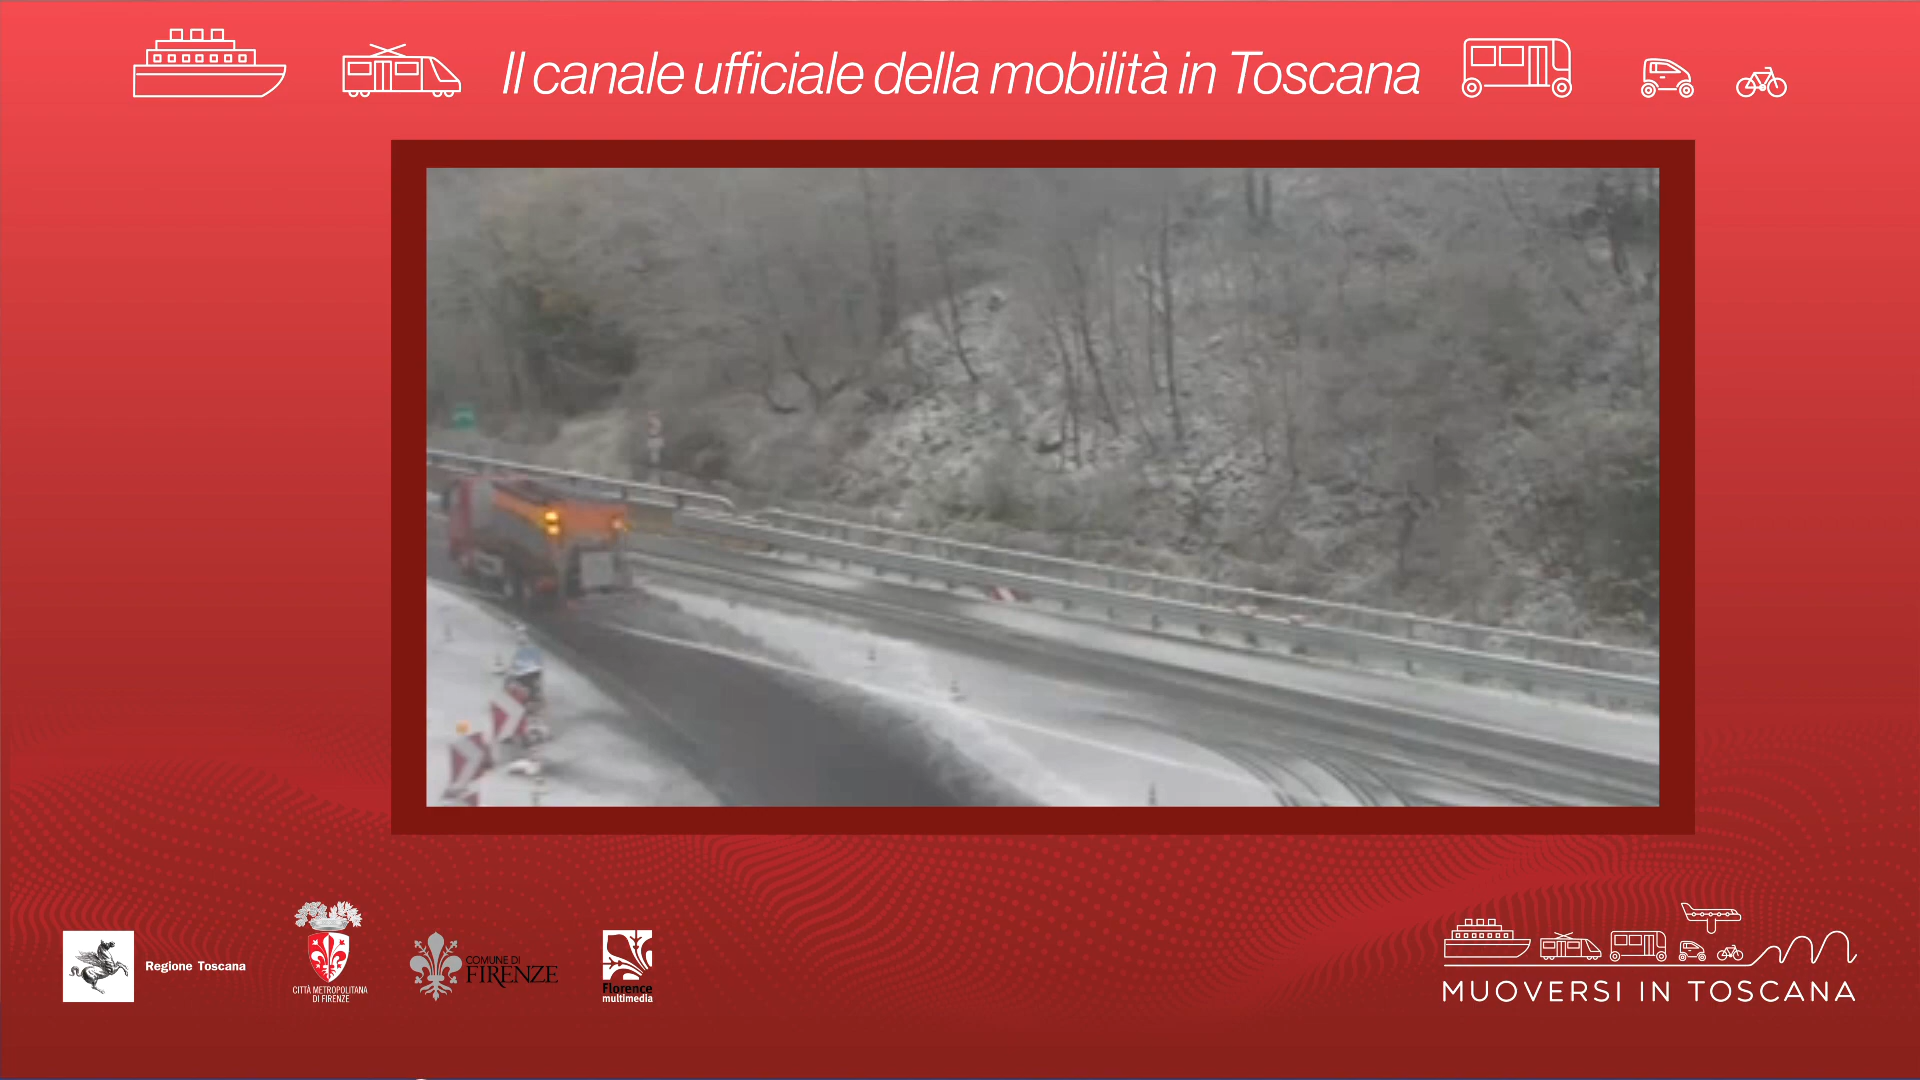 Il canale ufficiale della mobilità in Toscana
Regione Toscana
CITTÀ METROPOLITANA
DI FIRENZE
COMUNE DI
FIRENZE
Florence
multimedia
MUOVERSI IN TOSCANA